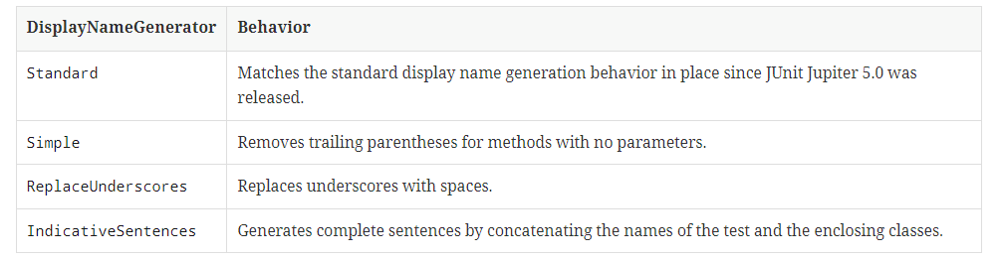 DisplayNameGenerator Behavior
Standard Matches the standard display name generation behavior in place since JUnit Jupiter 5.0 was
released.
Simple Removes trailing parentheses for methods with no parameters.
ReplaceUnderscores Replaces underscores with spaces.
IndicativeSentences Generates complete sentences by concatenating the names of the test and the enclosing classes.